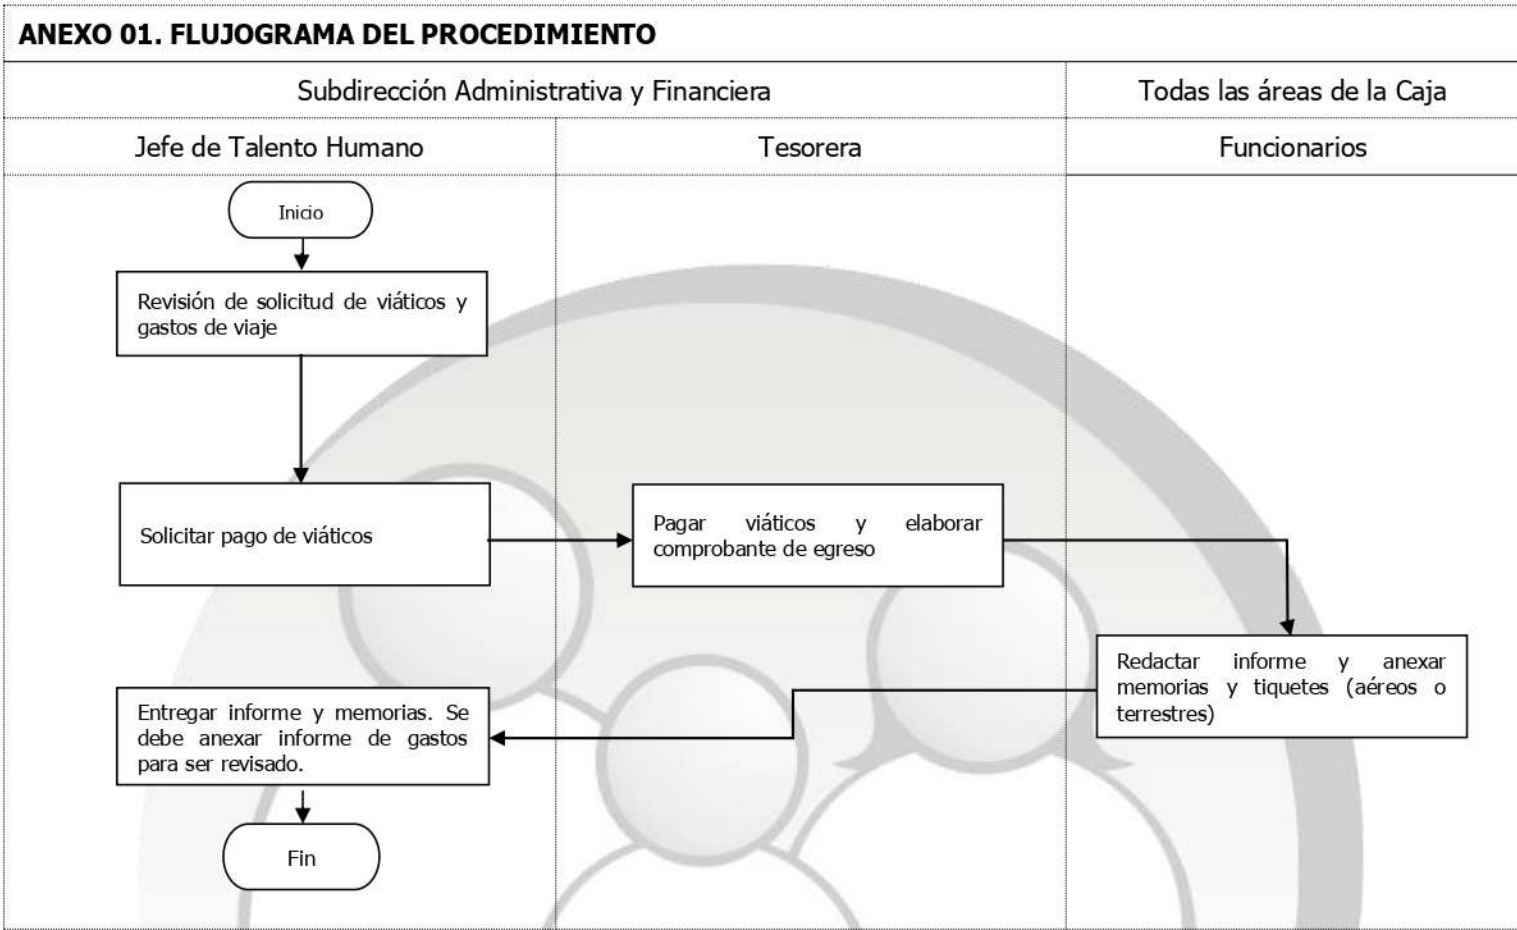 ANEXO 01. FLUJOGRAMA DEL PROCEDIMIENTO
Subdirección Administrativa y Financiera
Todas las áreas de la Caja
Jefe de Talento Humano
Tesorera
Funcionarios
Inicio
Revisión de solicitud de viáticos y
gastos de viaje
Solicitar pago de viáticos
Pagar viáticos y elaborar
comprobante de egreso
Redactar informe y anexar
memorias y tiquetes (aéreos o
terrestres)
Entregar informe y memorias. Se
debe anexar informe de gastos
para ser revisado.
Fin